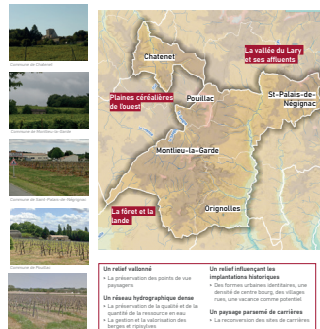 Commune de Chatenet
Commune de Montlieu-la-Garde
Commune de Saint-Palais-de-Négrignac
Commune de Pouillac
Chatenet
La vallée du Lary
et ses affluents
Plaines céréalières
de l'ouest
Pouillac
St-Palais-de-
Négignac
Montlieu-la-Garde
La fôret et la
lande
Orignolles
Un relief vallonné
• La préservation des points de vue
paysagers
Un réseau hydrographique dense
• La préservation de la qualité et de la
quantité de la ressource en eau
• La gestion et la valorisation des
berges et ripisylves
Un relief influençant les
implantations historiques
• Des formes urbaines identitaires, une
densité de centre bourg, des villages
rues, une vacance comme potentiel
Un paysage parsemé de carrières
• La reconversion des sites de carrières